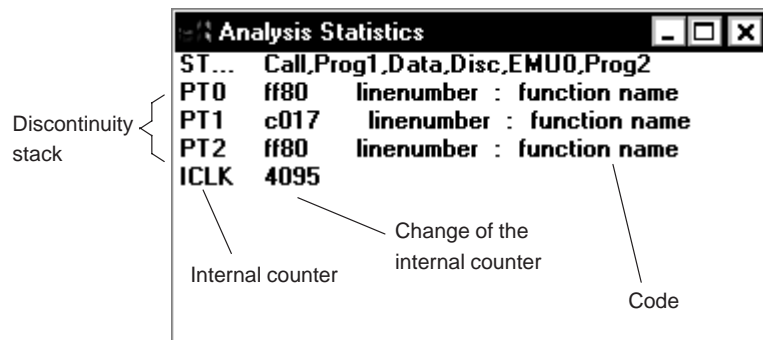 Analysis Statistics
ST... Call,Prog1,Data,Disc,EMU0,Prog2
PT0 ff80 linenumber : function name
PT1 c017 linenumber : function name
PT2 ff80 linenumber : function name
ICLK 4095
Discontinuity
stack
Internal counter
Change of the
internal counter
Code